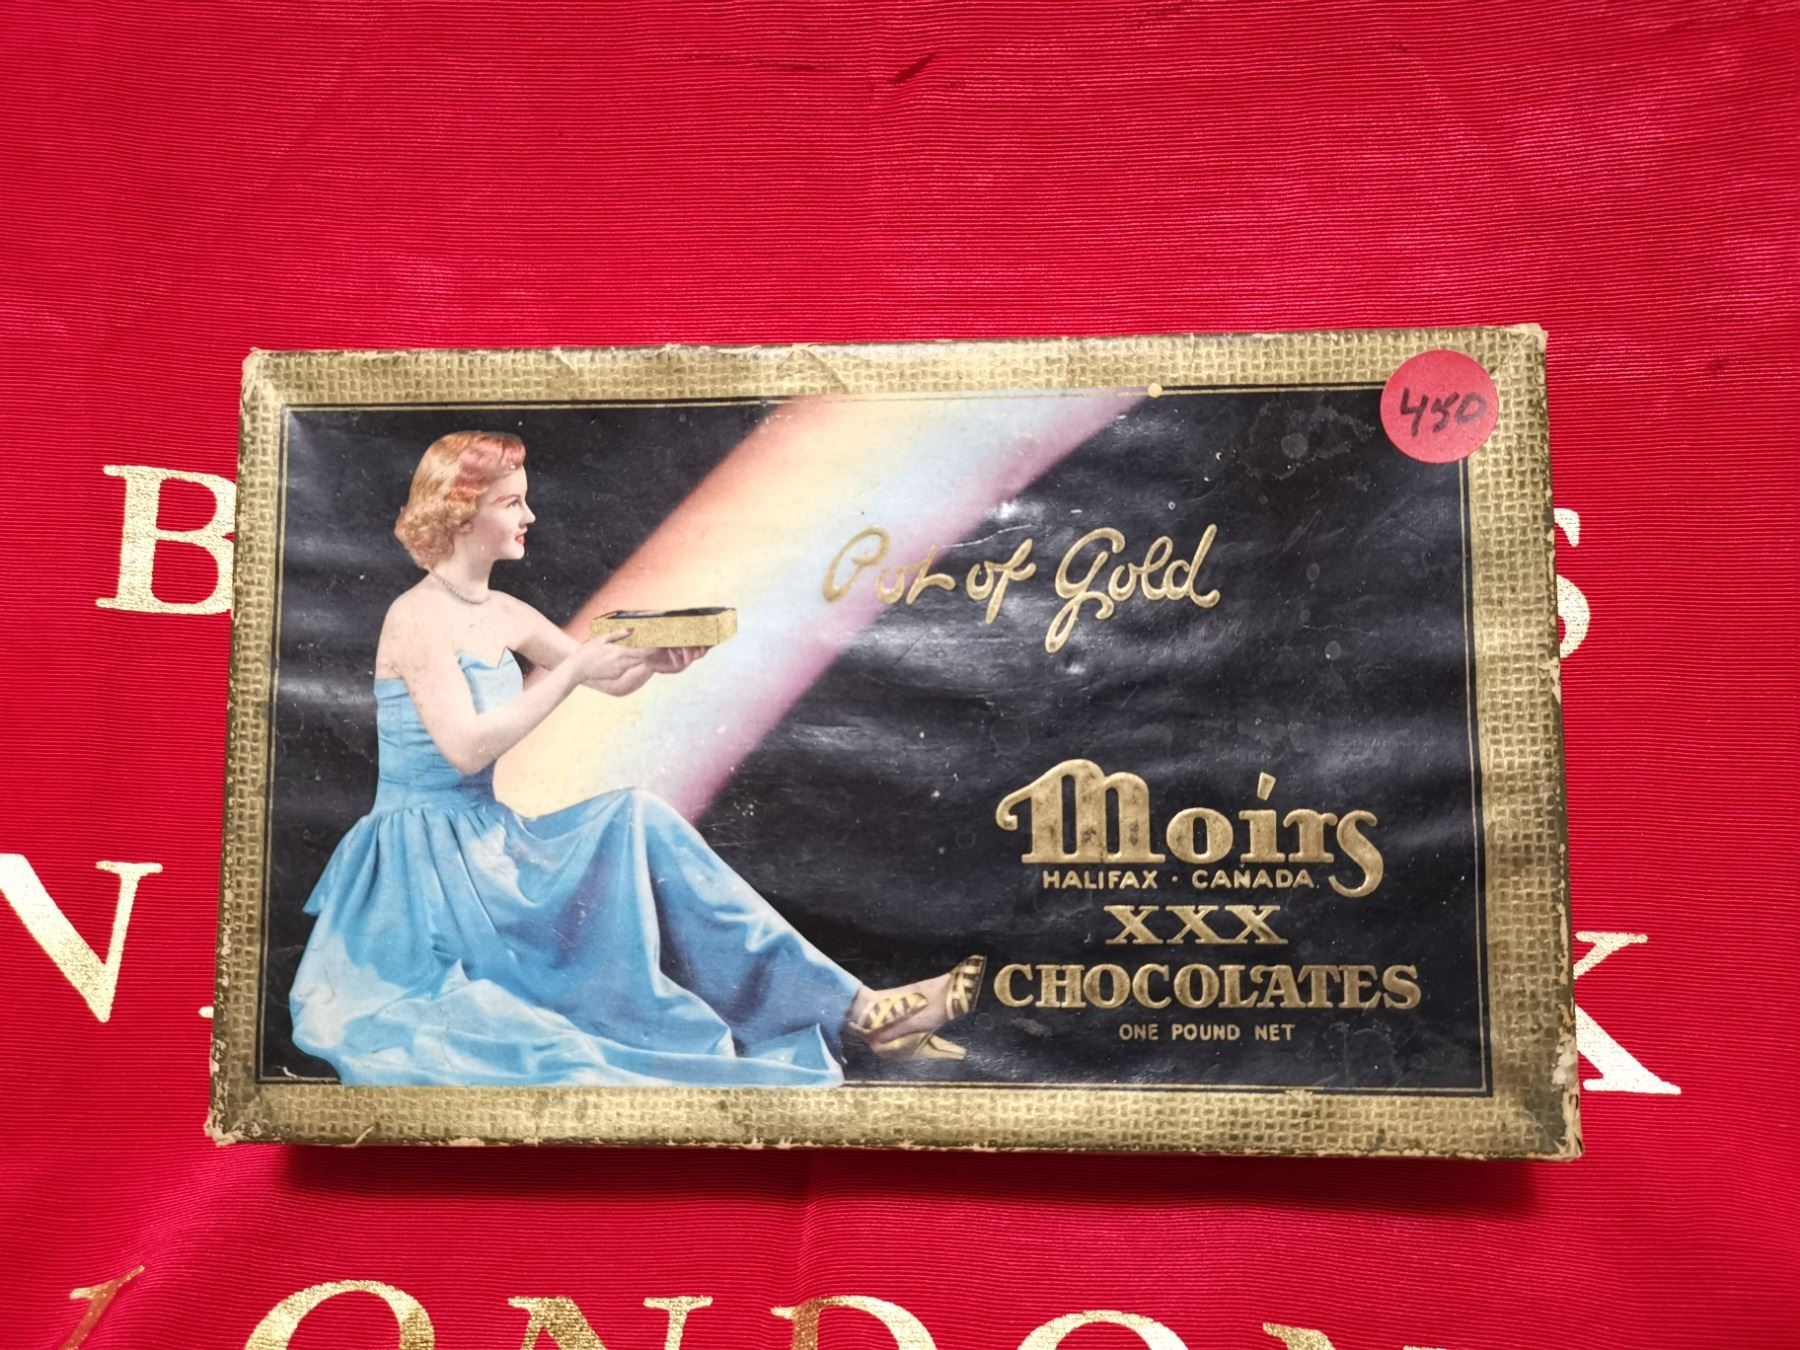 450
Pot of Gold
Moirs
HALIFAX · CANADA
XXX
CHOCOLATES
ONE POUND NET